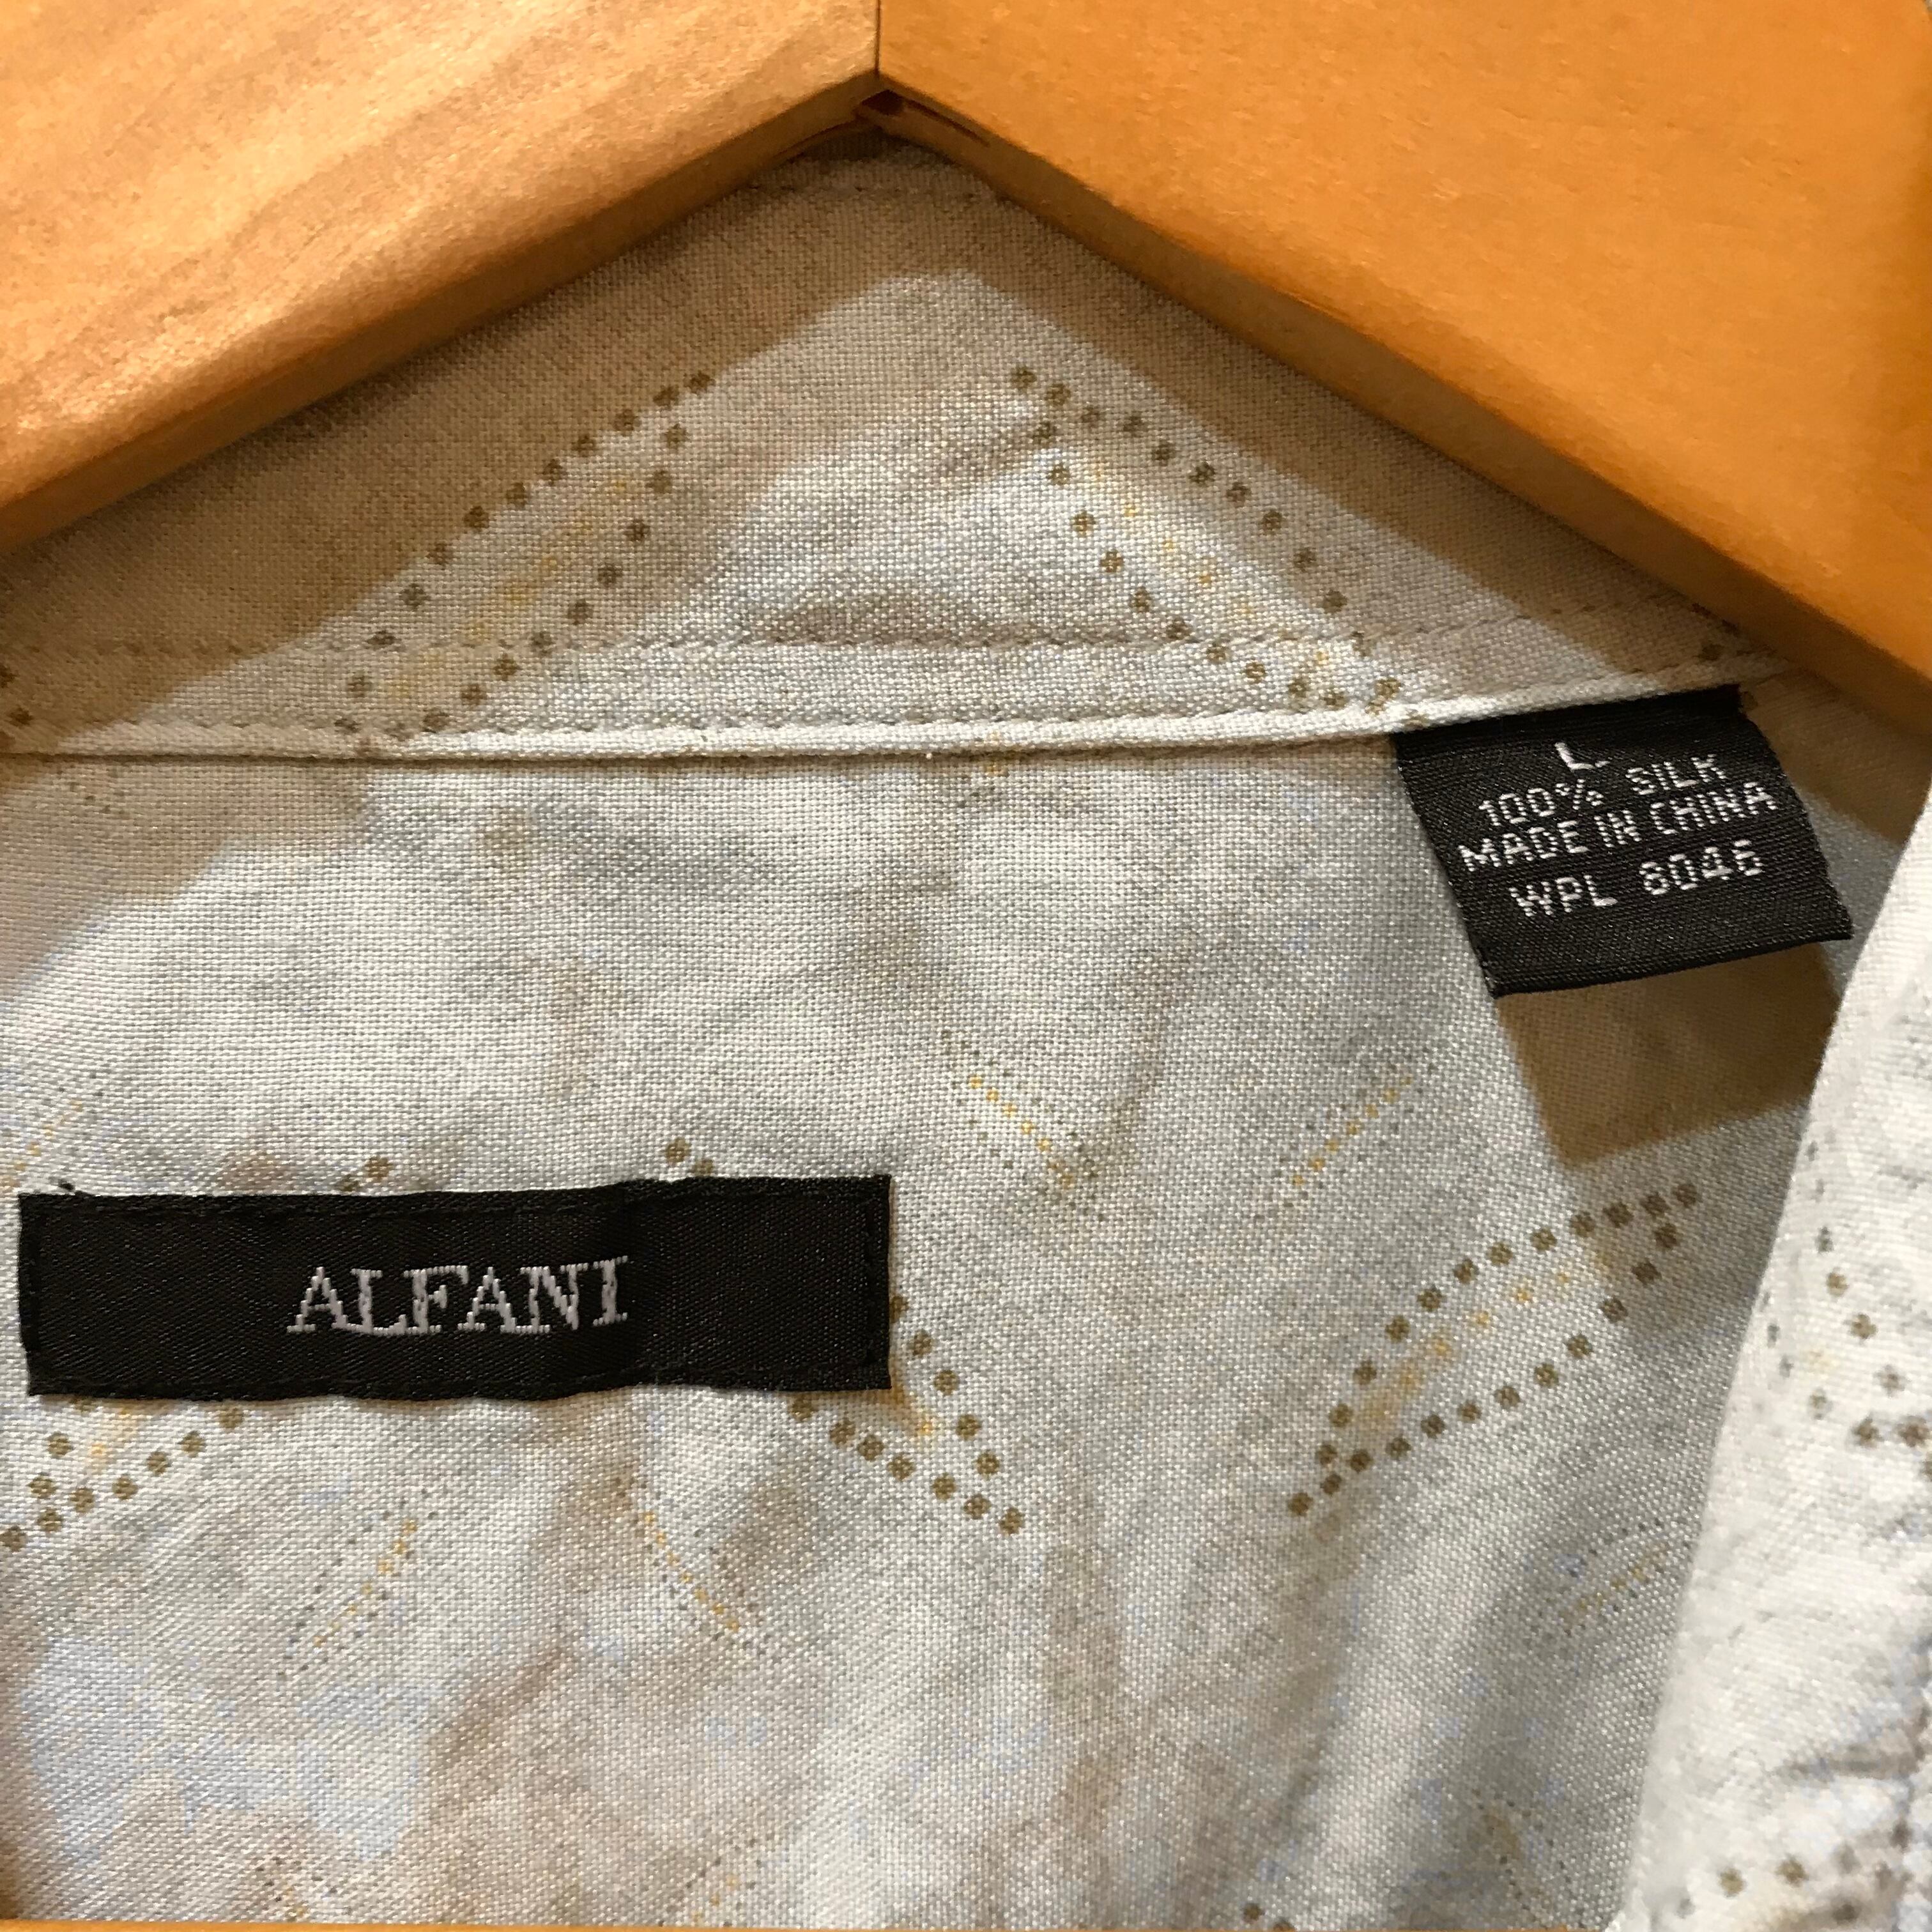 L
100% SILK
MADE IN CHINA
WPL 8046
ALFANI